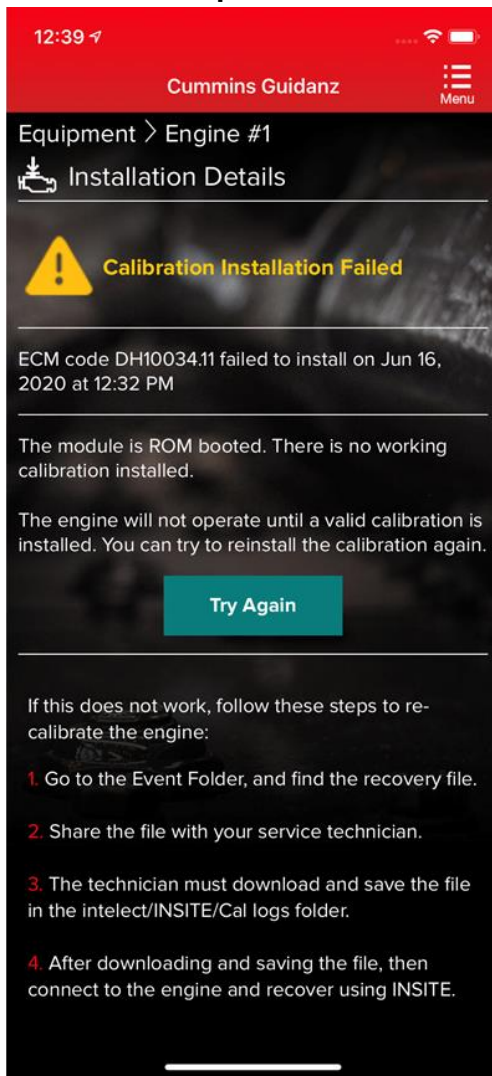 12:39
Cummins Guidanz
Menu
Equipment > Engine #1
Installation Details
Calibration Installation Failed
ECM code DH10034.11 failed to install on Jun 16,
2020 at 12:32 PM
The module is ROM booted. There is no working
calibration installed.
The engine will not operate until a valid calibration is
installed. You can try to reinstall the calibration again.
Try Again
If this does not work, follow these steps to re-
calibrate the engine:
1. Go to the Event Folder, and find the recovery file.
2. Share the file with your service technician.
3. The technician must download and save the file
in the intelect/INSITE/Cal logs folder.
4. After downloading and saving the file, then
connect to the engine and recover using INSITE.